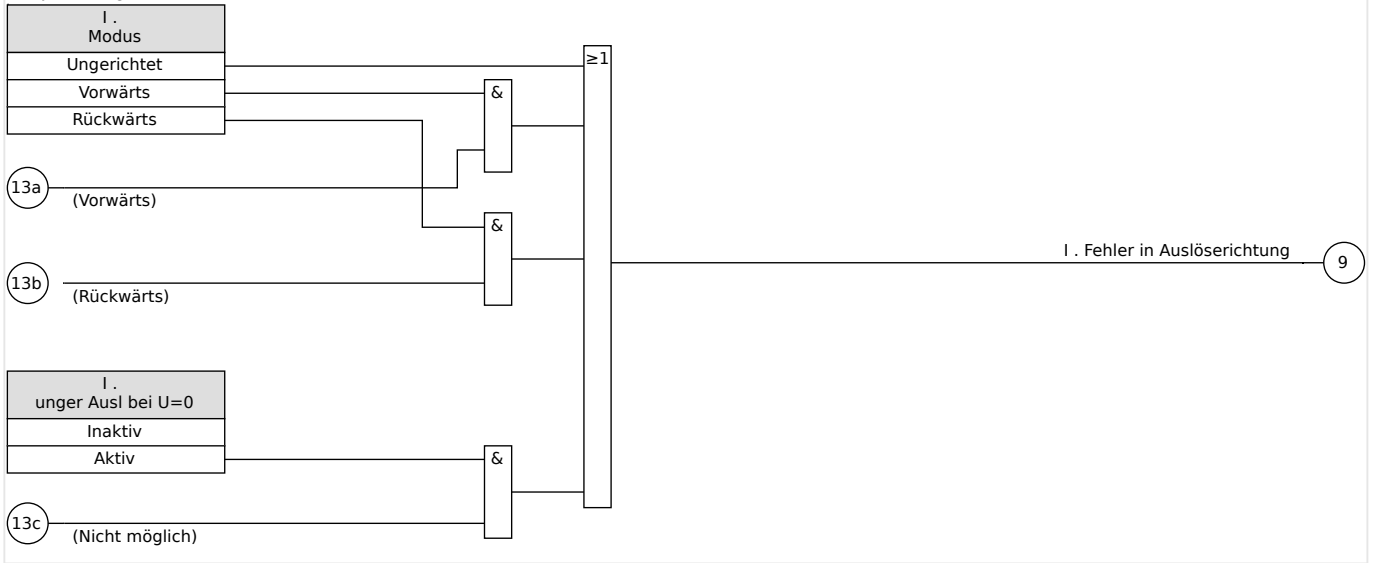 I .
Modus
Ungerichtet
Vorwärts
Rückwärts
≥1
&
13a
(Vorwärts)
&
13b
(Rückwärts)
I . Fehler in Auslöserichtung
9
I .
unger Ausl bei U=0
Inaktiv
Aktiv
&
13c
(Nicht möglich)